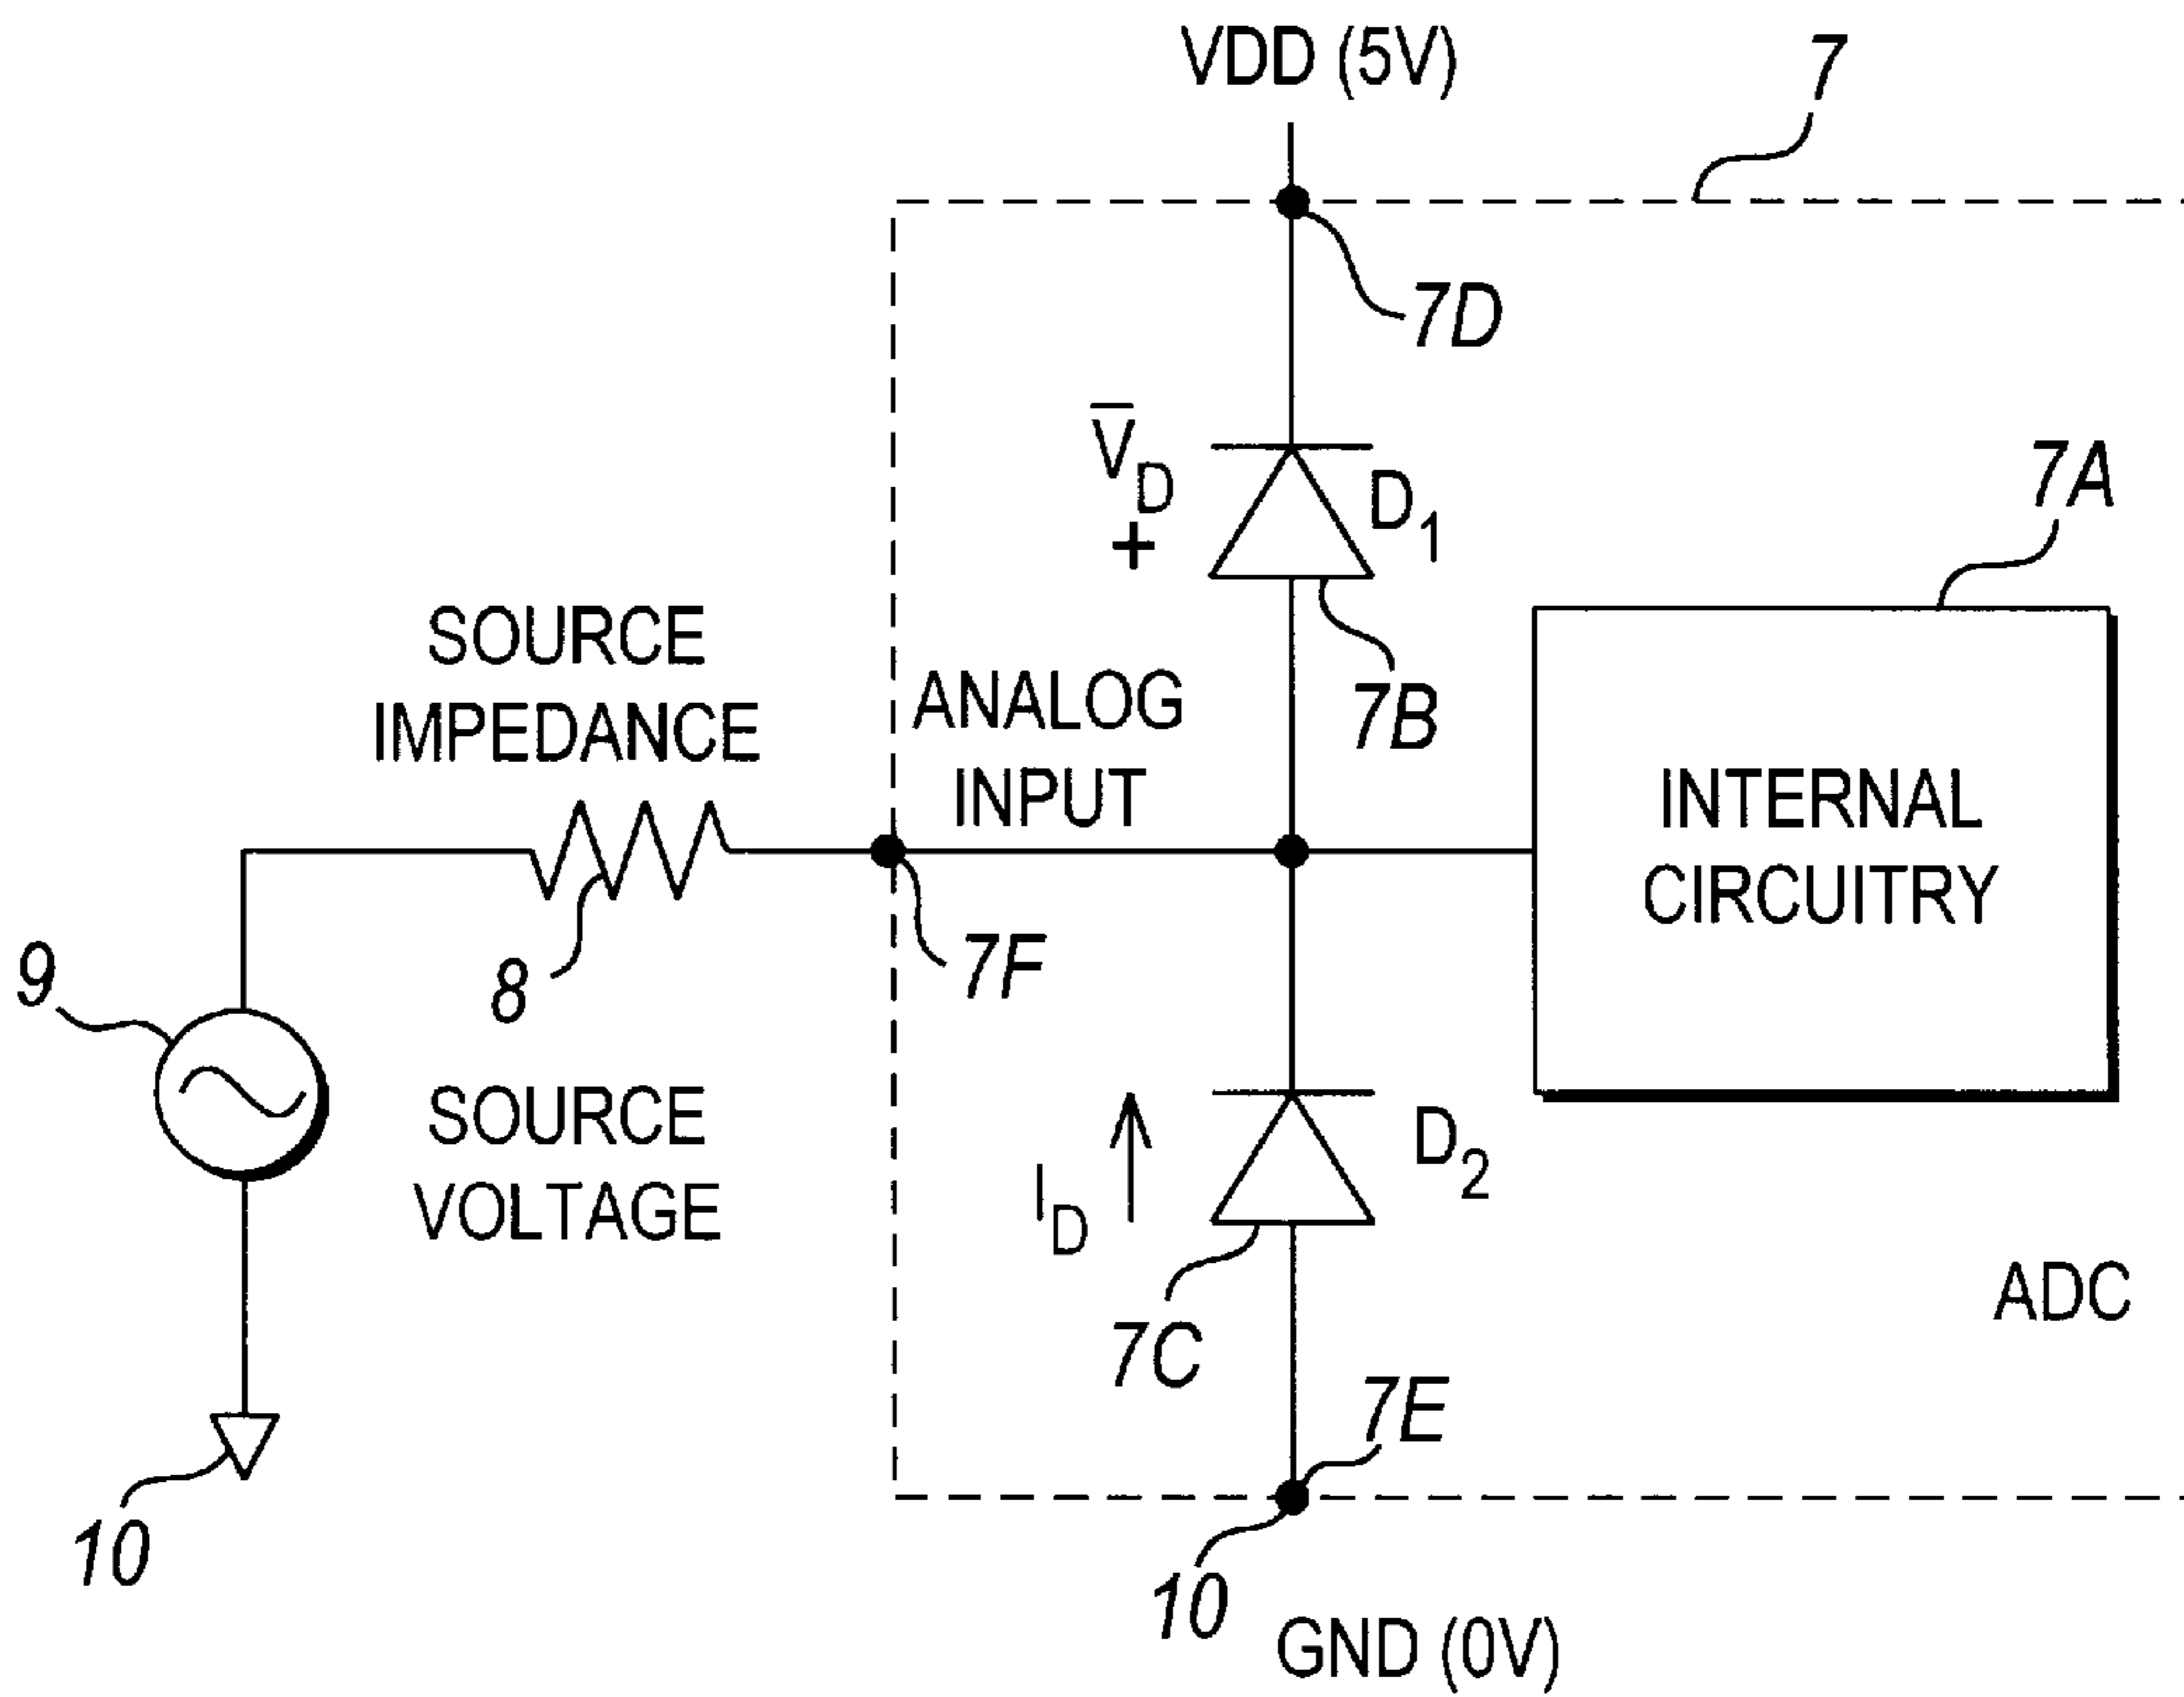 VDD (5V)
7
7D
V̅D
+
D1
7A
SOURCE
IMPEDANCE
ANALOG
INPUT
7B
INTERNAL
CIRCUITRY
9
8
7F
SOURCE
VOLTAGE
ID
D2
7C
ADC
7E
10
10
GND (0V)